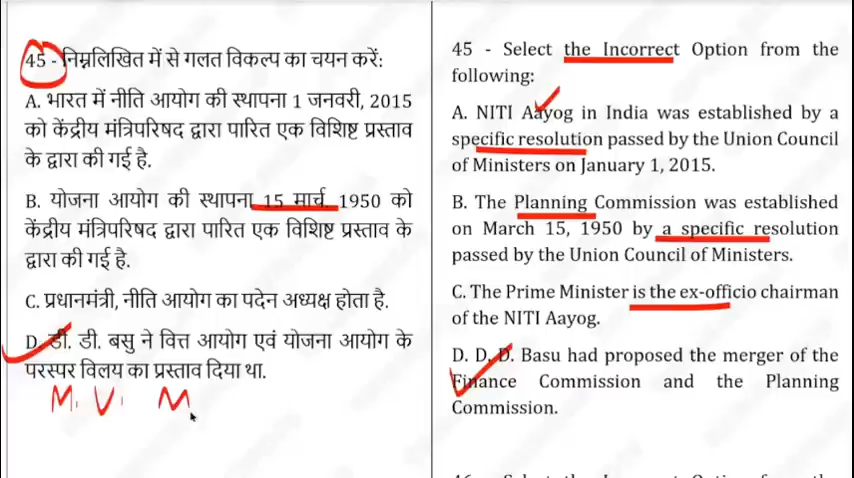 45 - निम्नलिखित में से गलत विकल्प का चयन करें:
A. भारत में नीति आयोग की स्थापना 1 जनवरी, 2015
को केंद्रीय मंत्रिपरिषद द्वारा पारित एक विशिष्ट प्रस्ताव
के द्वारा की गई है.
B. योजना आयोग की स्थापना 15 मार्च, 1950 को
केंद्रीय मंत्रिपरिषद द्वारा पारित एक विशिष्ट प्रस्ताव के
द्वारा की गई है.
C. प्रधानमंत्री, नीति आयोग का पदेन अध्यक्ष होता है.
D. डी. डी. बसु ने वित्त आयोग एवं योजना आयोग के
परस्पर विलय का प्रस्ताव दिया था.
M. V. M
45 - Select the Incorrect Option from the
following:
A. NITI Aayog in India was established by a
specific resolution passed by the Union Council
of Ministers on January 1, 2015.
B. The Planning Commission was established
on March 15, 1950 by a specific resolution
passed by the Union Council of Ministers.
C. The Prime Minister is the ex-officio chairman
of the NITI Aayog.
D. D. D. Basu had proposed the merger of the
Finance Commission and the Planning
Commission.